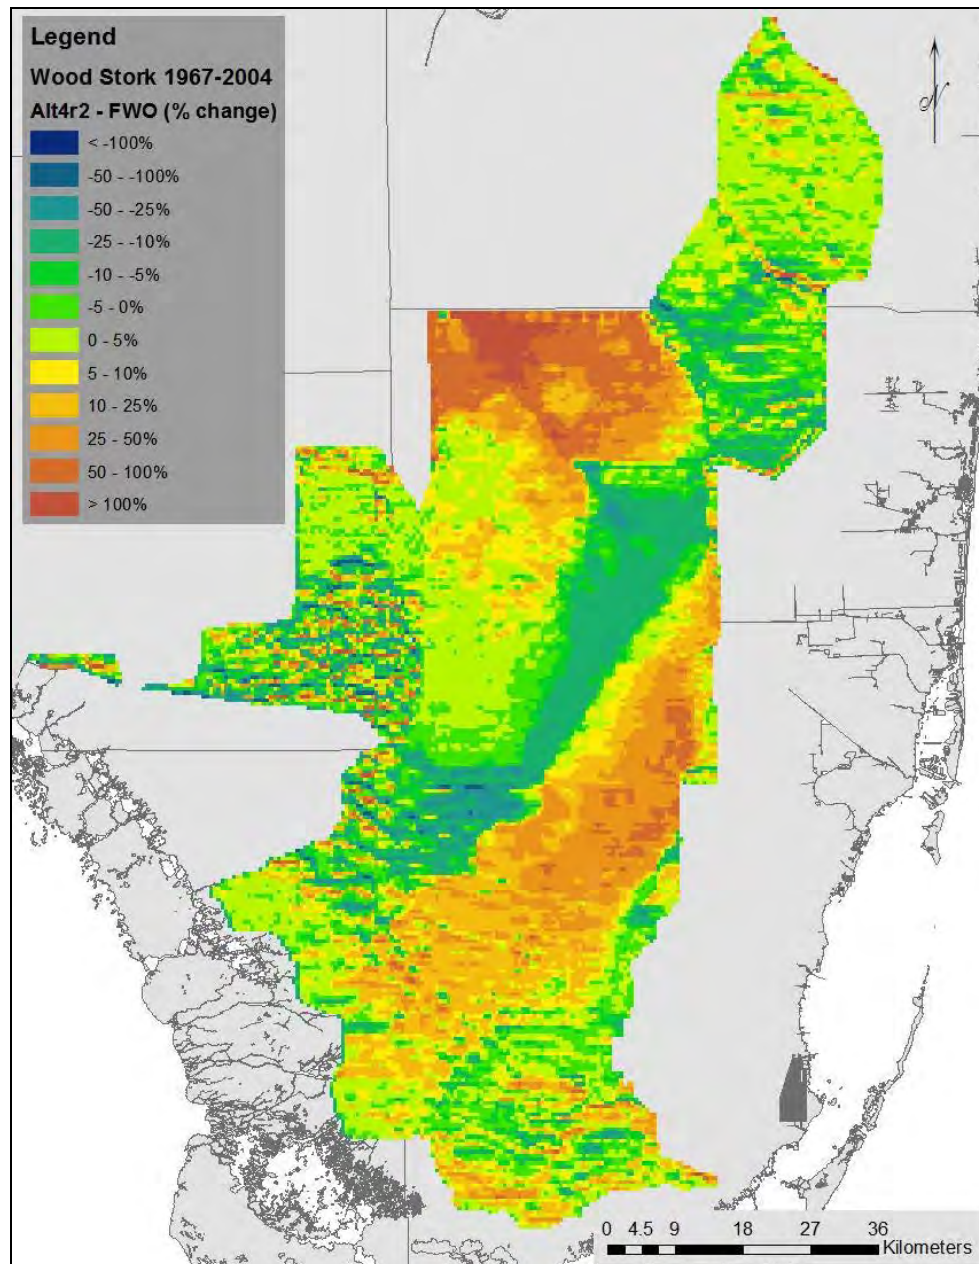 Legend
Wood Stork 1967-2004
Alt4r2 - FWO (% change)
< -100%
-50 - -100%
-50 - -25%
-25 - -10%
-10 - -5%
-5 - 0%
0 - 5%
5 - 10%
10 - 25%
25 - 50%
50 - 100%
> 100%
N
0 4.5 9 18 27 36
Kilometers